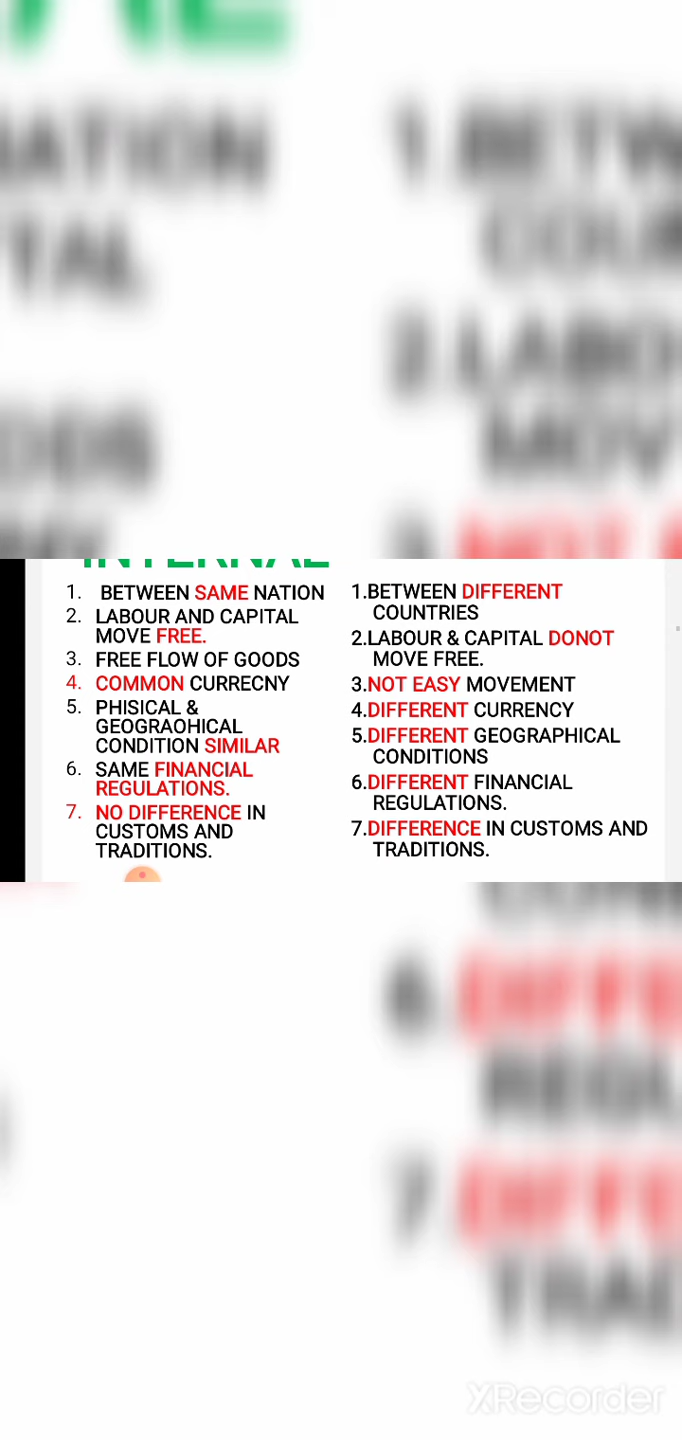 INTERNAL
1. BETWEEN SAME NATION
2. LABOUR AND CAPITAL
MOVE FREE.
3. FREE FLOW OF GOODS
4. COMMON CURRECNY
5. PHISICAL &
GEOGRAOHICAL
CONDITION SIMILAR
6. SAME FINANCIAL
REGULATIONS.
7. NO DIFFERENCE IN
CUSTOMS AND
TRADITIONS.
1.BETWEEN DIFFERENT
COUNTRIES
2.LABOUR & CAPITAL DONOT
MOVE FREE.
3.NOT EASY MOVEMENT
4.DIFFERENT CURRENCY
5.DIFFERENT GEOGRAPHICAL
CONDITIONS
6.DIFFERENT FINANCIAL
REGULATIONS.
7.DIFFERENCE IN CUSTOMS AND
TRADITIONS.
XRecorder